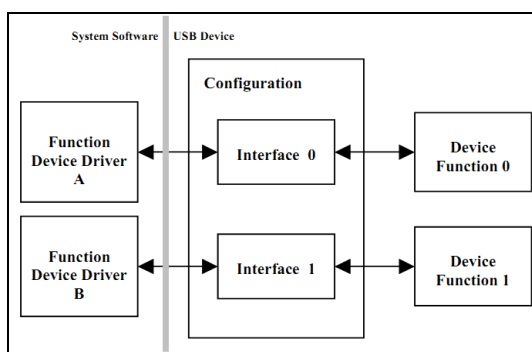 System Software
USB Device
Configuration
Function
Device Driver
A
Interface 0
Device
Function 0
Function
Device Driver
B
Interface 1
Device
Function 1